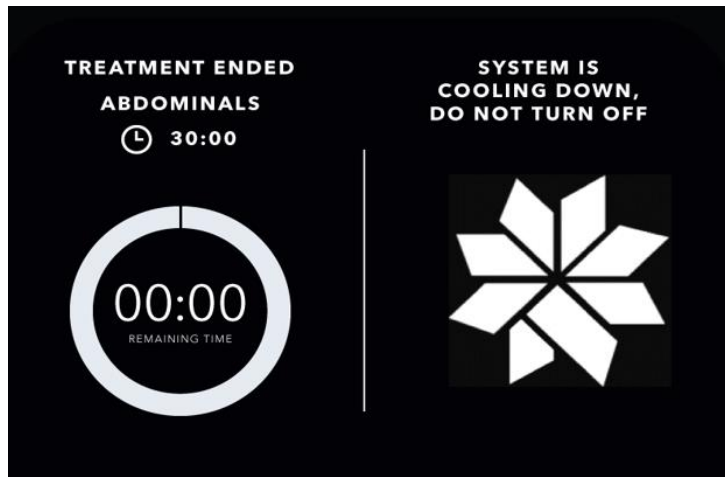 TREATMENT ENDED
ABDOMINALS
30:00
00:00
REMAINING TIME
SYSTEM IS
COOLING DOWN,
DO NOT TURN OFF